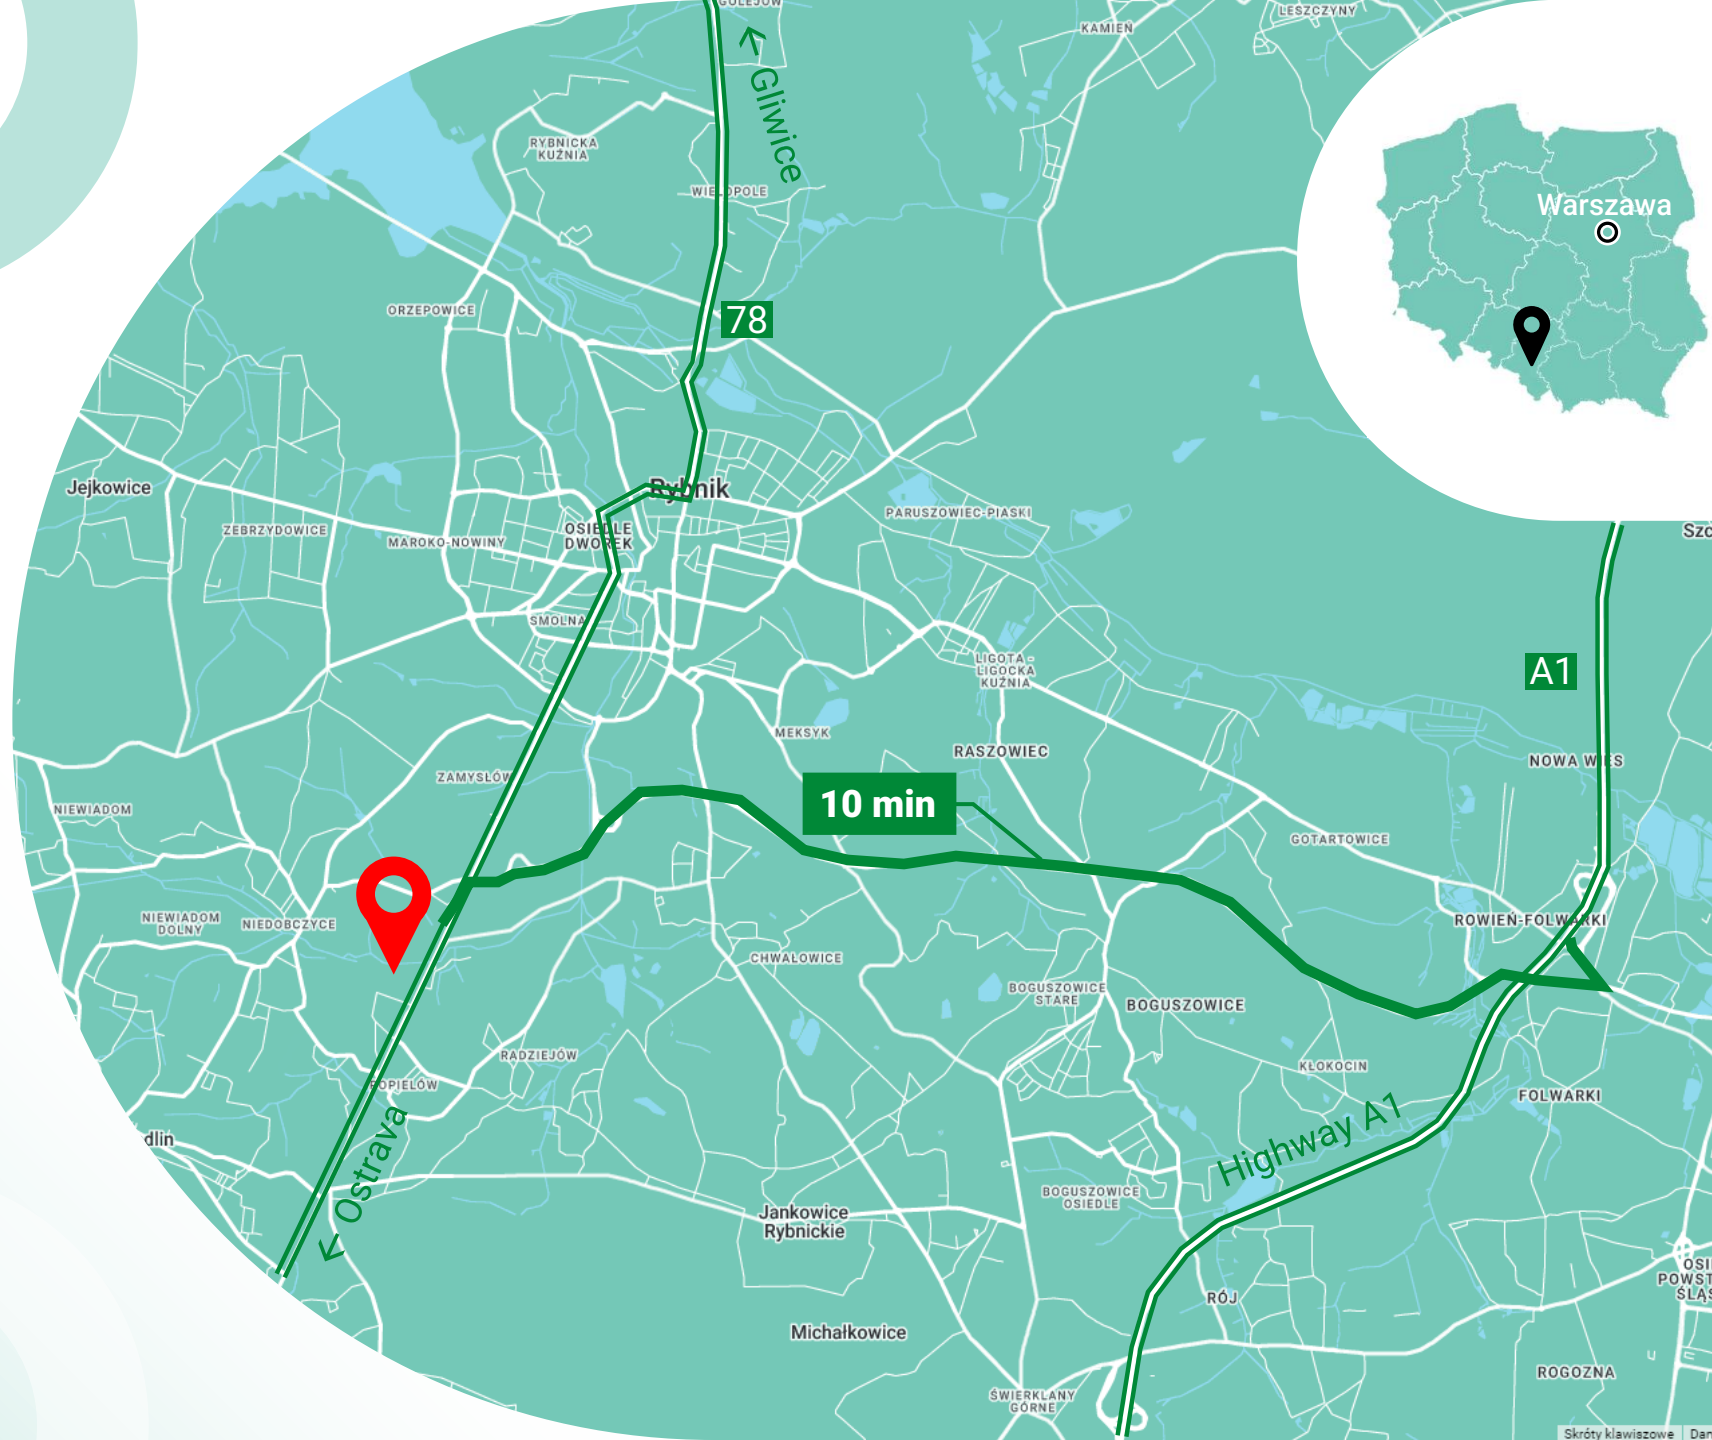 GOLEJÓW
LESZCZYNY
KAMIEŃ
← Gliwice
RYBNICKA
KUŹNIA
WIELOPOLE
Warszawa
ORZEPOWICE
78
Jejkowice
Rybnik
ZEBRZYDOWICE
MAROKO-NOWINY
OSIEDLE
DWOREK
PARUSZOWIEC-PIASKI
SMOLNA
LIGOTA -
LIGOCKA
KUŹNIA
A1
MEKSYK
RASZOWIEC
NOWA WIEŚ
ZAMYSŁÓW
NIEWIADOM
10 min
GOTARTOWICE
NIEWIADOM
DOLNY
NIEDOBCZYCE
ROWIEŃ-FOLWARKI
CHWAŁOWICE
BOGUSZOWICE
STARE
BOGUSZOWICE
RADZIEJÓW
KŁOKOCIN
POPIELÓW
FOLWARKI
dlin
← Ostrava
Highway A1
BOGUSZOWICE
OSIEDLE
Jankowice
Rybnickie
RÓJ
Michałkowice
ROGOZNA
ŚWIERKLANY
GÓRNE
Skróty klawiszowe